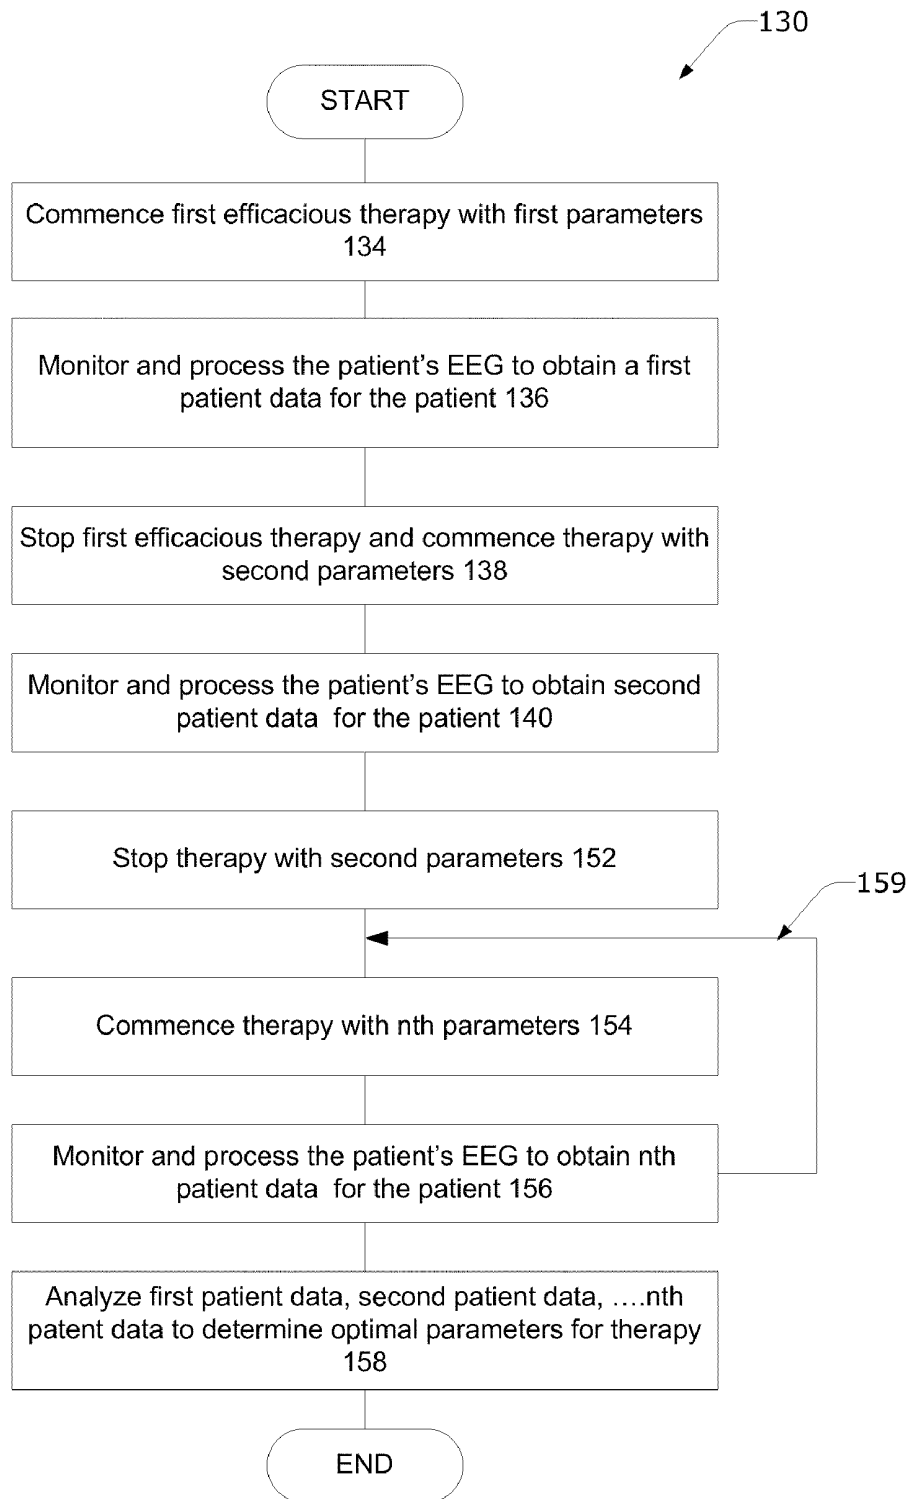 130
START
Commence first efficacious therapy with first parameters
134
Monitor and process the patient's EEG to obtain a first
patient data for the patient 136
Stop first efficacious therapy and commence therapy with
second parameters 138
Monitor and process the patient's EEG to obtain second
patient data  for the patient 140
Stop therapy with second parameters 152
159
Commence therapy with nth parameters 154
Monitor and process the patient's EEG to obtain nth
patient data  for the patient 156
Analyze first patient data, second patient data, ....nth
patent data to determine optimal parameters for therapy
158
END